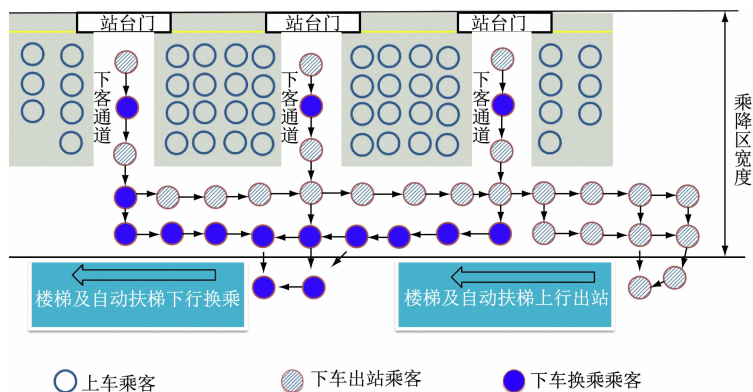 站台门
站台门
站台门
下客通道
下客通道
下客通道
乘降区宽度
楼梯及自动扶梯下行换乘
楼梯及自动扶梯上行出站
上车乘客
下车出站乘客
下车换乘乘客